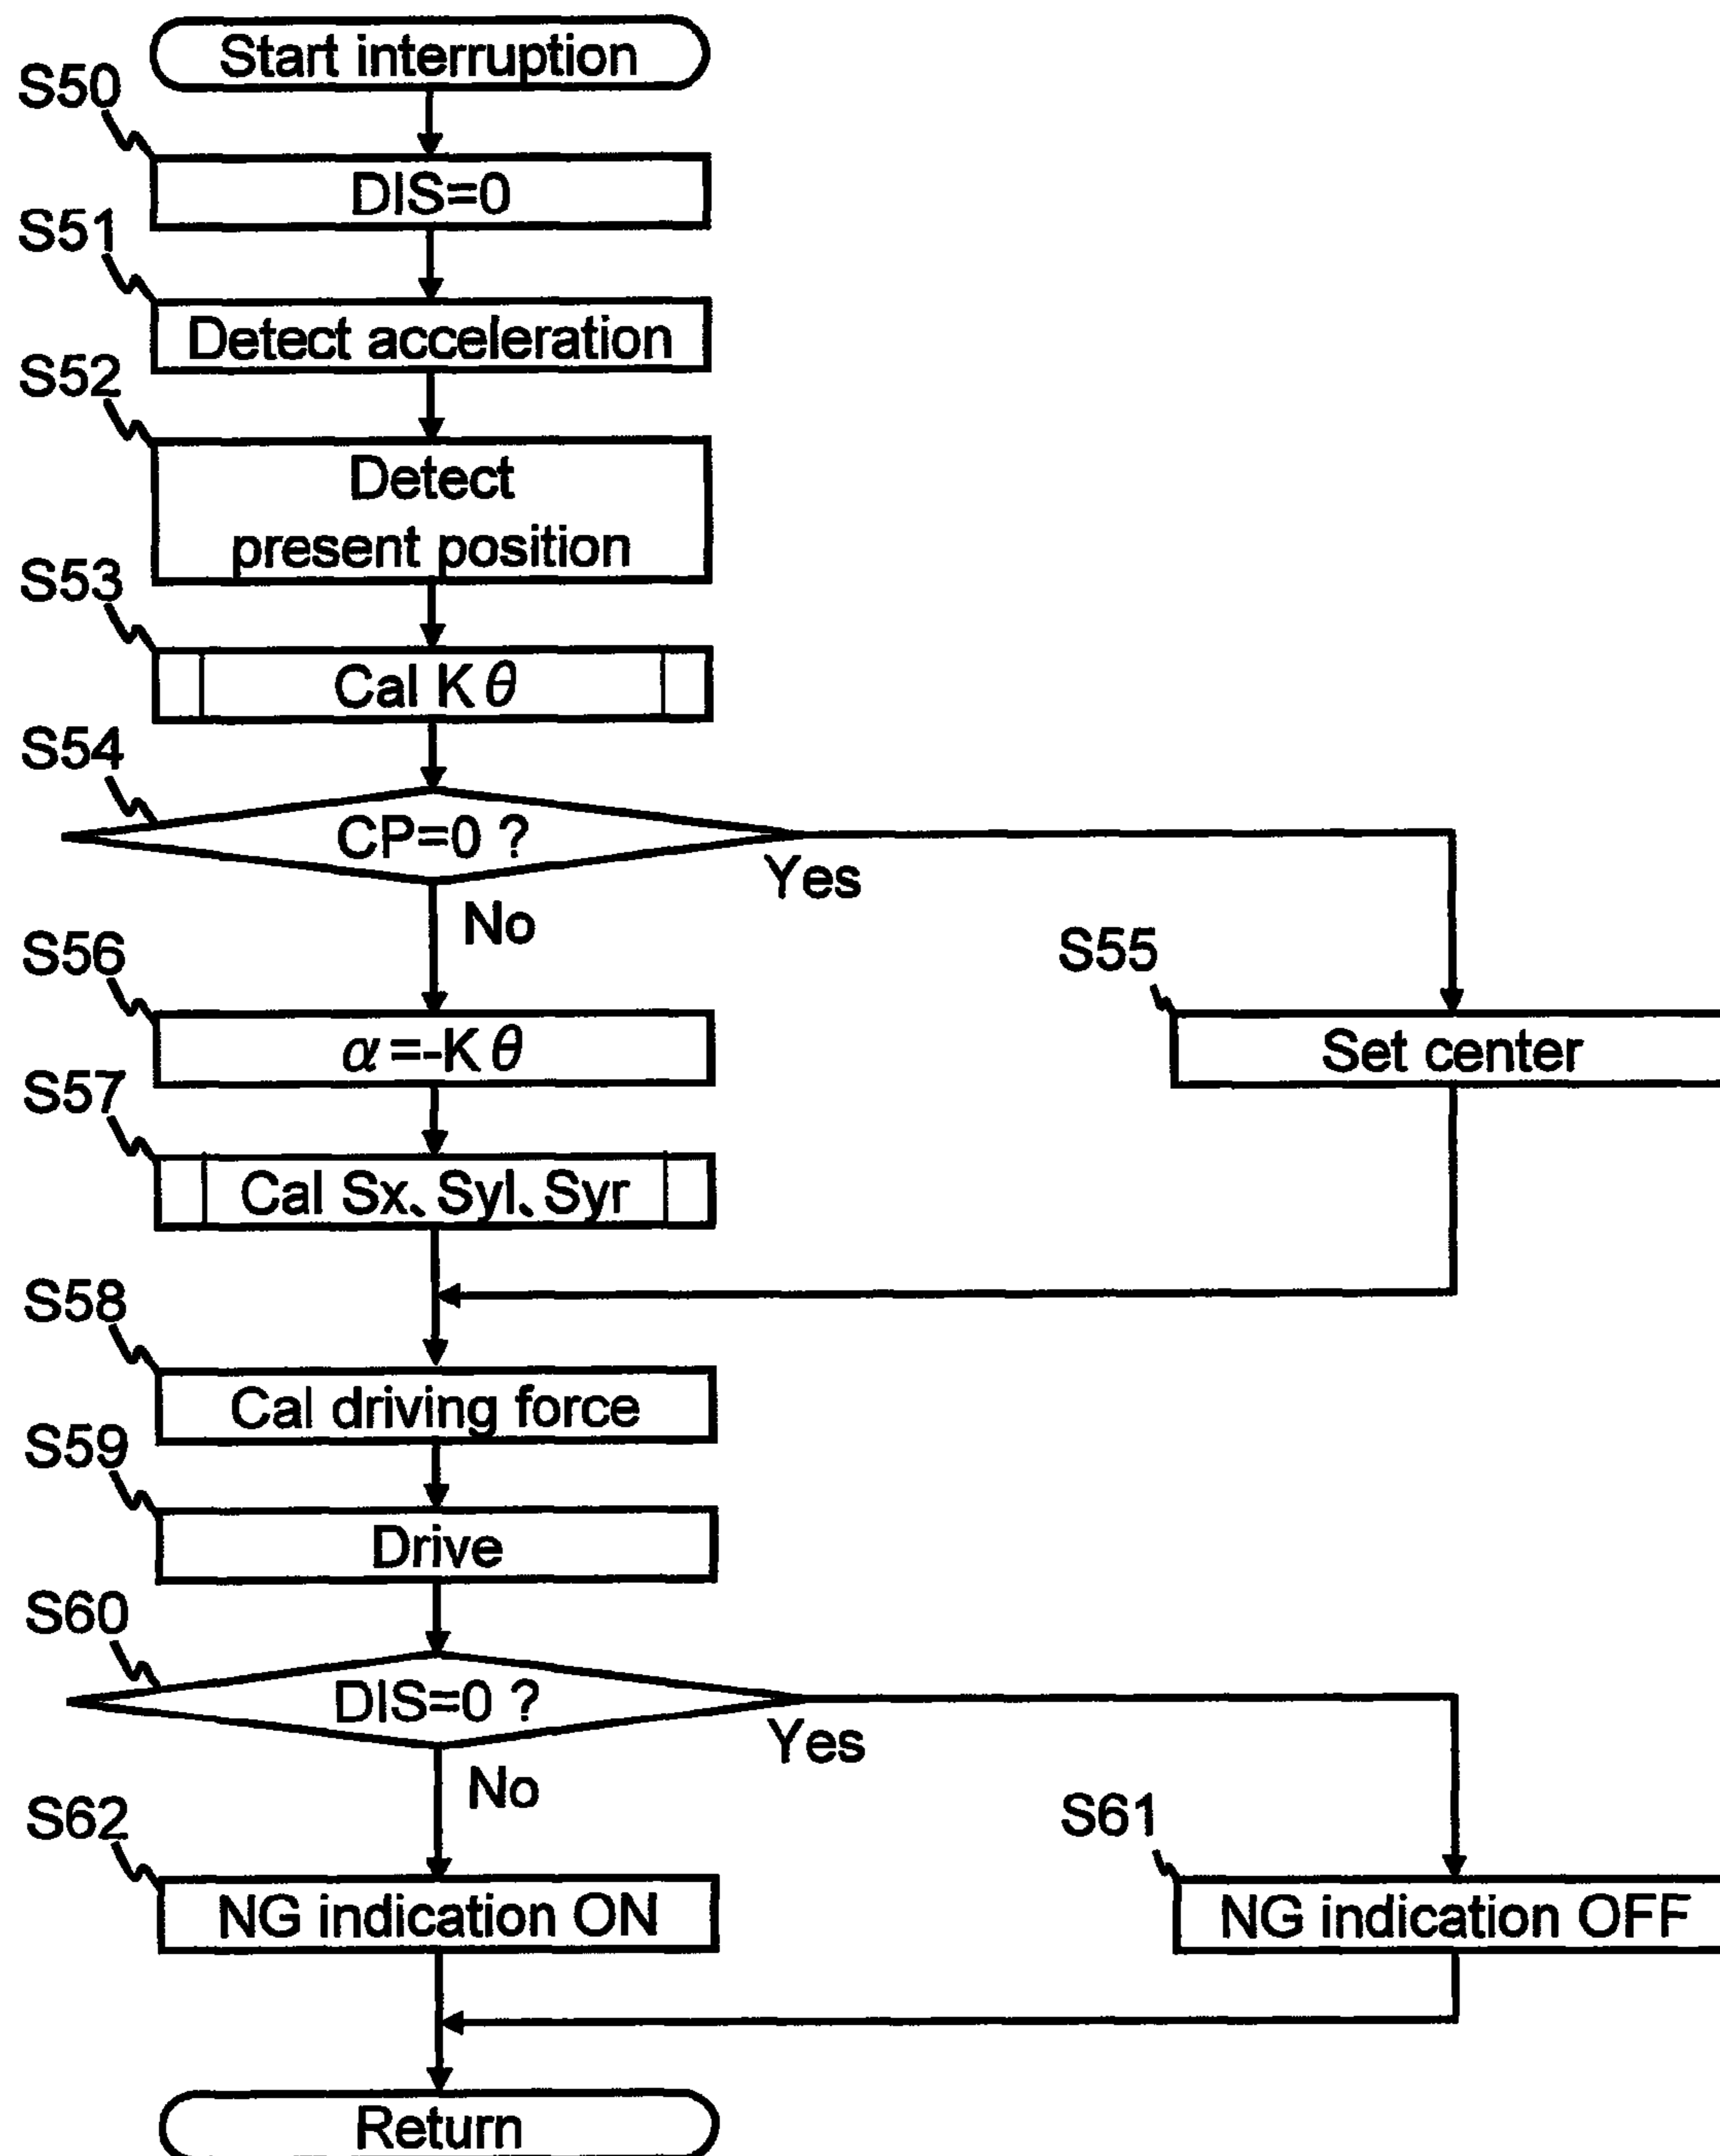 Start interruption
S50
DIS=0
S51
Detect acceleration
S52
Detect
present position
S53
Cal K θ
S54
CP=0 ?
Yes
No
S55
Set center
S56
α=-K θ
S57
Cal Sx、Syl、Syr
S58
Cal driving force
S59
Drive
S60
DIS=0 ?
Yes
No
S61
NG indication OFF
S62
NG indication ON
Return